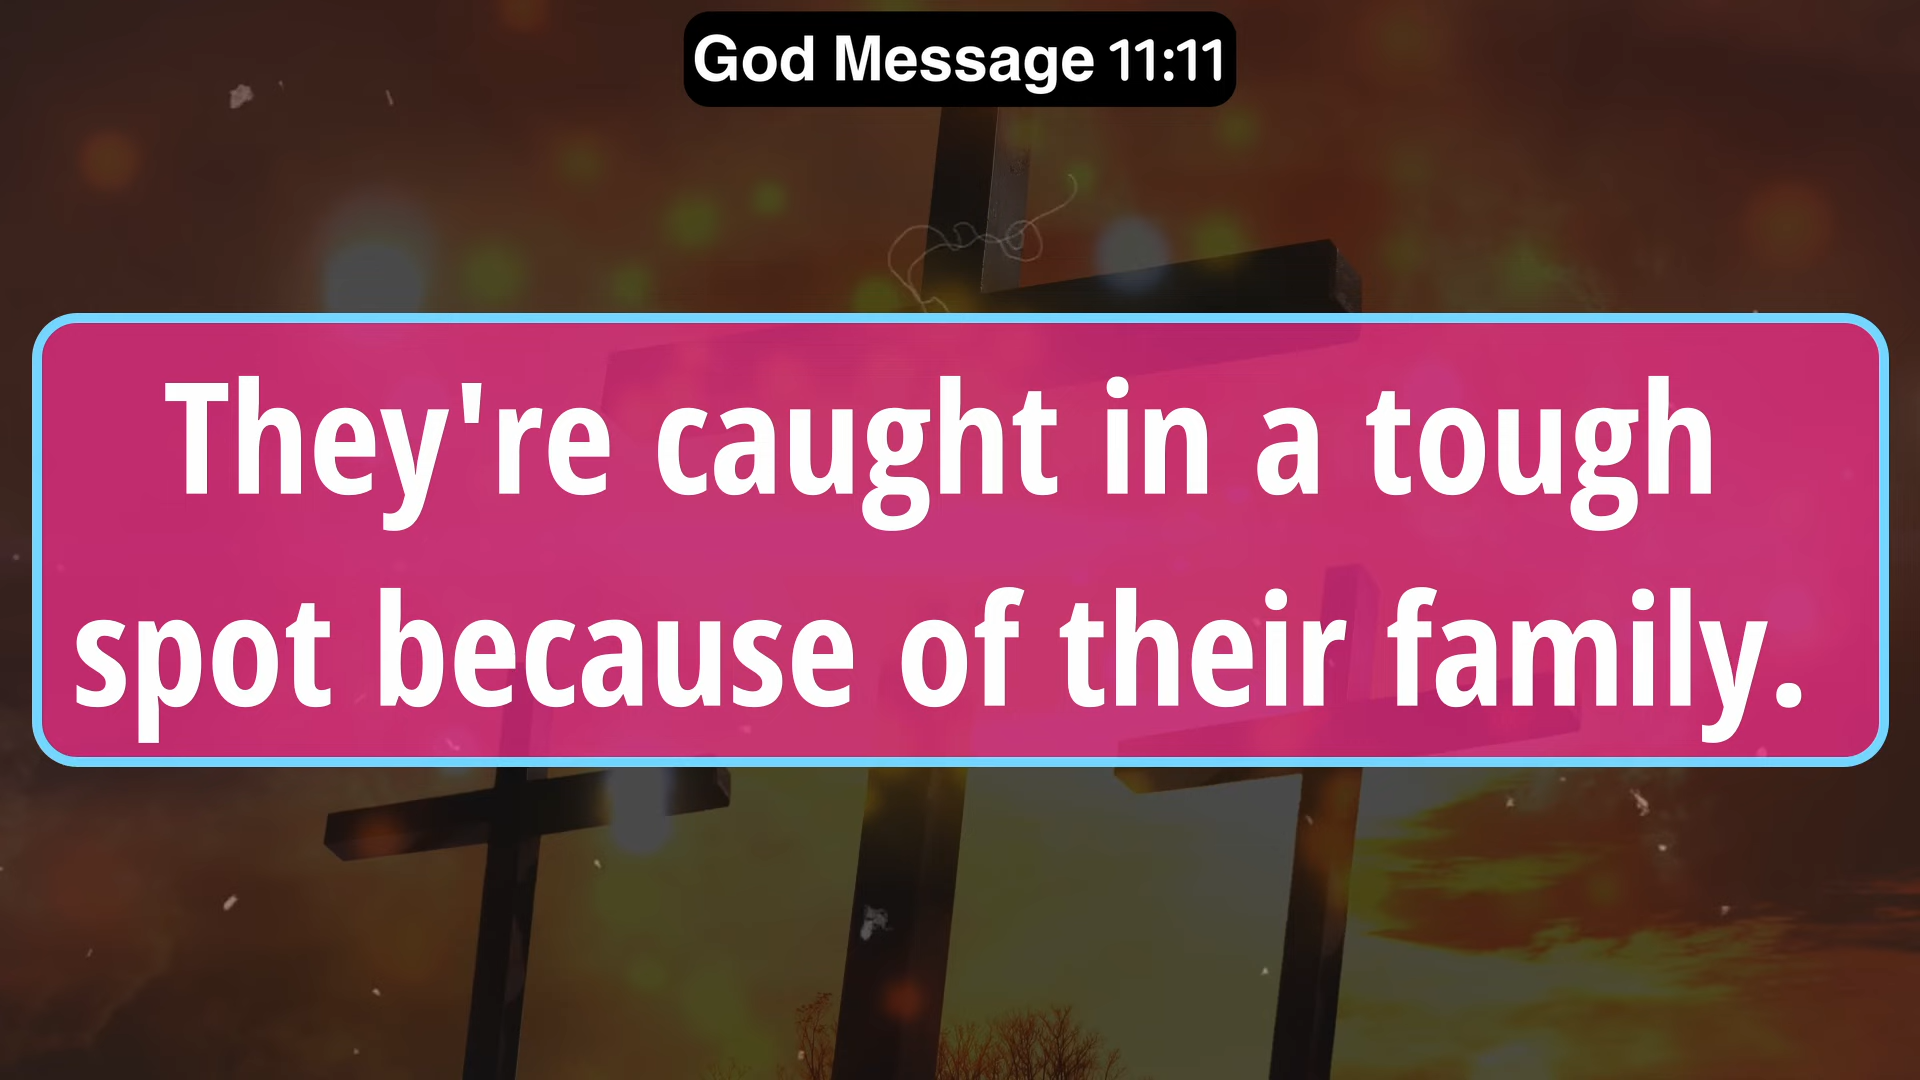 God Message 11:11
They're caught in a tough
spot because of their family.